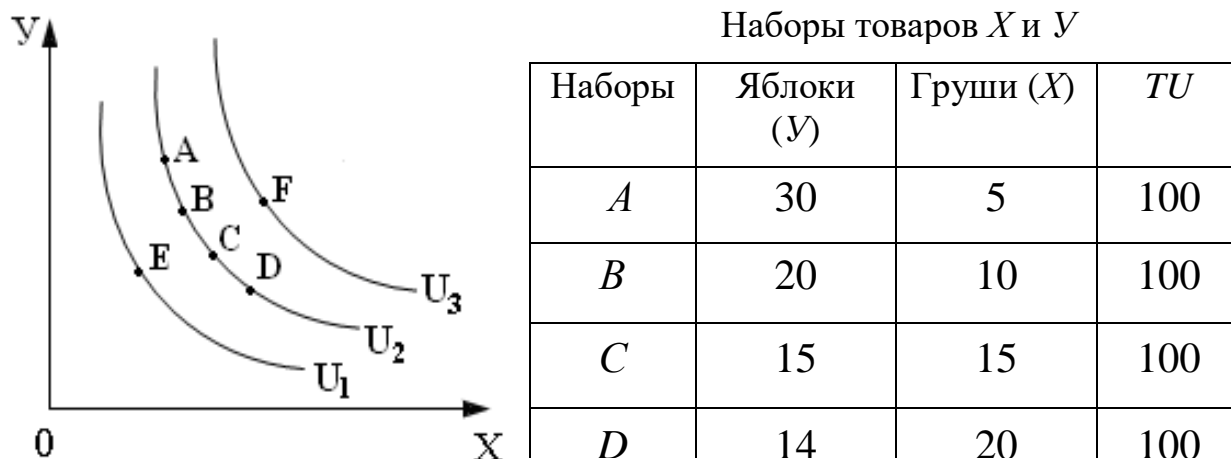 У
A
B
C
D
E
F
U₃
U₂
U₁
0
X
Наборы товаров X и У
Наборы Яблоки (У) Груши (X) TU
A 30 5 100
B 20 10 100
C 15 15 100
D 14 20 100